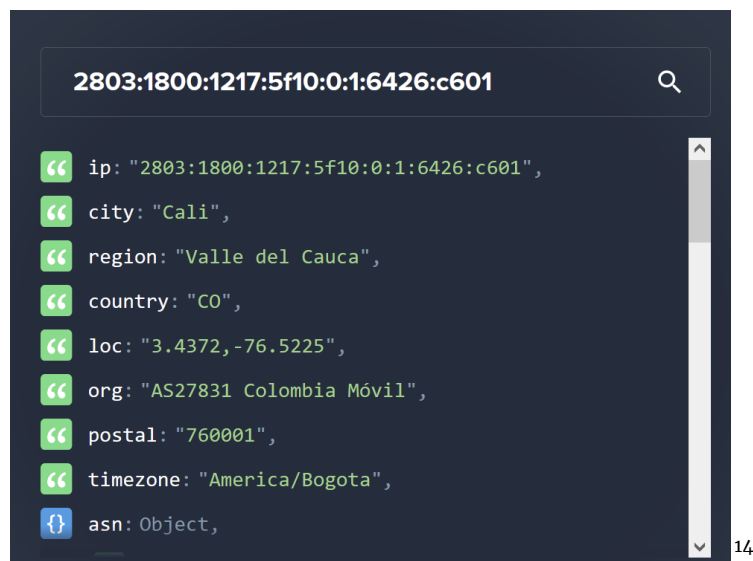 2803:1800:1217:5f10:0:1:6426:c601
ip: "2803:1800:1217:5f10:0:1:6426:c601",
city: "Cali",
region: "Valle del Cauca",
country: "CO",
loc: "3.4372,-76.5225",
org: "AS27831 Colombia Móvil",
postal: "760001",
timezone: "America/Bogota",
{} asn: Object,
14